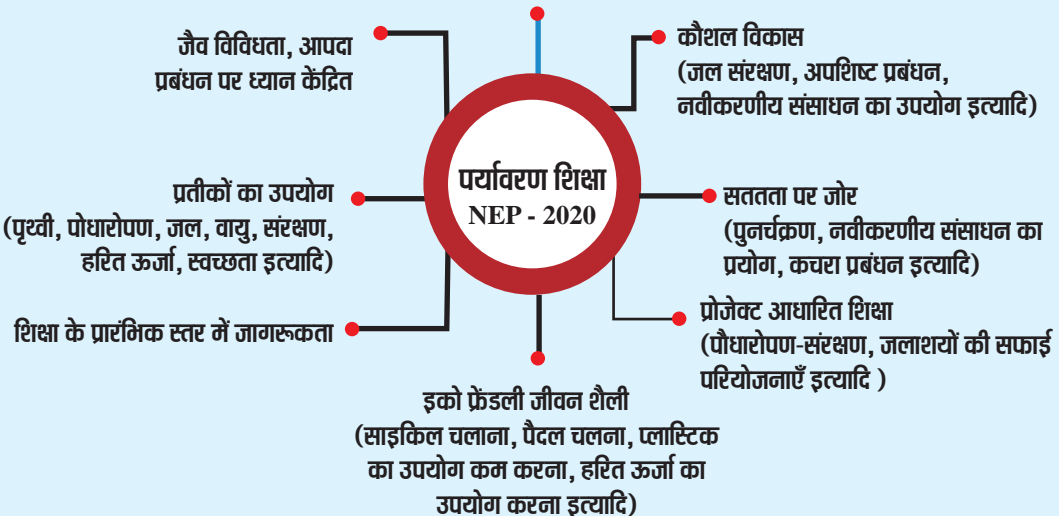 जैव विविधता, आपदा
प्रबंधन पर ध्यान केंद्रित
कौशल विकास
(जल संरक्षण, अपशिष्ट प्रबंधन,
नवीकरणीय संसाधन का उपयोग इत्यादि)
पर्यावरण शिक्षा
NEP - 2020
प्रतीकों का उपयोग
(पृथ्वी, पोधारोपण, जल, वायु, संरक्षण,
हरित ऊर्जा, स्वच्छता इत्यादि)
सततता पर जोर
(पुनर्चक्रण, नवीकरणीय संसाधन का
प्रयोग, कचरा प्रबंधन इत्यादि)
शिक्षा के प्रारंभिक स्तर में जागरूकता
प्रोजेक्ट आधारित शिक्षा
(पौधारोपण-संरक्षण, जलाशयों की सफाई
परियोजनाएँ इत्यादि )
इको फ्रेंडली जीवन शैली
(साइकिल चलाना, पैदल चलना, प्लास्टिक
का उपयोग कम करना, हरित ऊर्जा का
उपयोग करना इत्यादि)